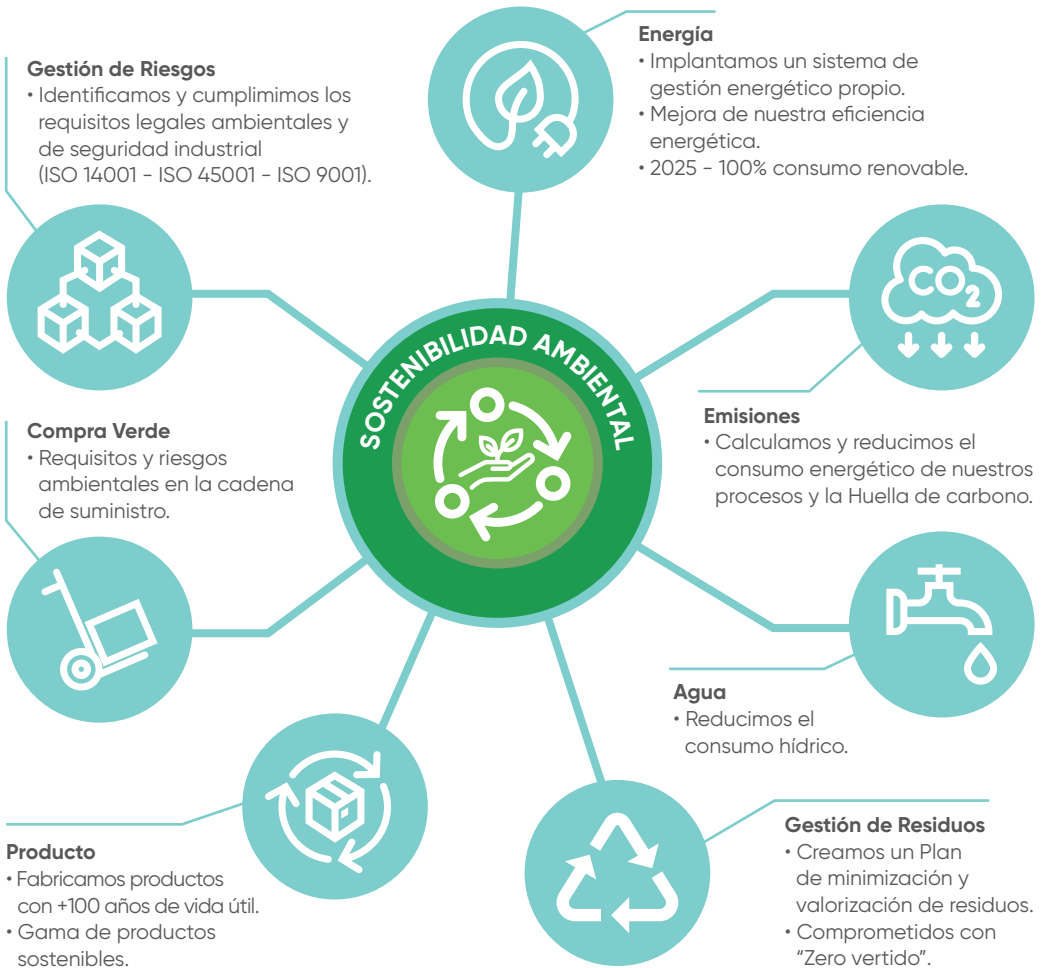 Gestión de Riesgos
• Identificamos y cumplimimos los
requisitos legales ambientales y
de seguridad industrial
(ISO 14001 - ISO 45001 - ISO 9001).
Energía
• Implantamos un sistema de
gestión energético propio.
• Mejora de nuestra eficiencia
energética.
• 2025 - 100% consumo renovable.
CO2
SOSTENIBILIDAD AMBIENTAL
Emisiones
• Calculamos y reducimos el
consumo energético de nuestros
procesos y la Huella de carbono.
Compra Verde
• Requisitos y riesgos
ambientales en la cadena
de suministro.
Agua
• Reducimos el
consumo hídrico.
Producto
• Fabricamos productos
con +100 años de vida útil.
• Gama de productos
sostenibles.
Gestión de Residuos
• Creamos un Plan
de minimización y
valorización de residuos.
• Comprometidos con
“Zero vertido”.